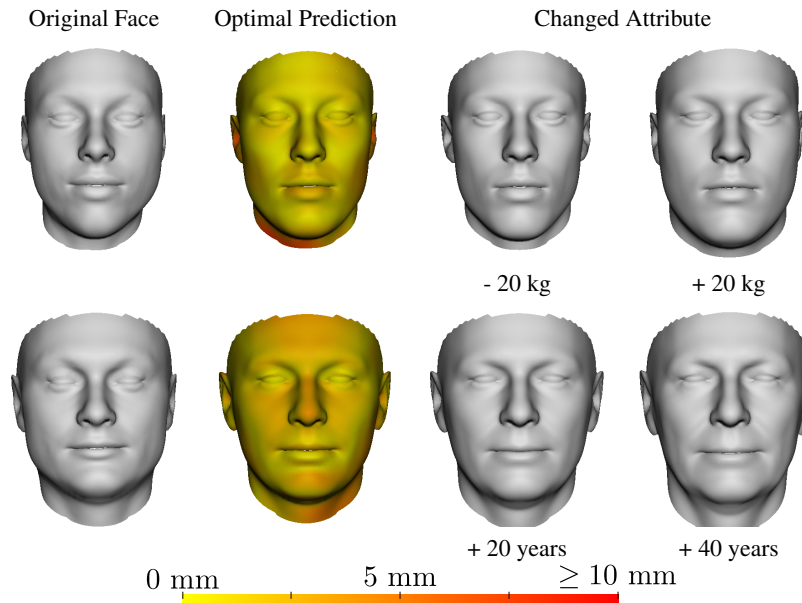 Original Face
Optimal Prediction
Changed Attribute
- 20 kg
+ 20 kg
+ 20 years
+ 40 years
0 mm
5 mm
≥ 10 mm